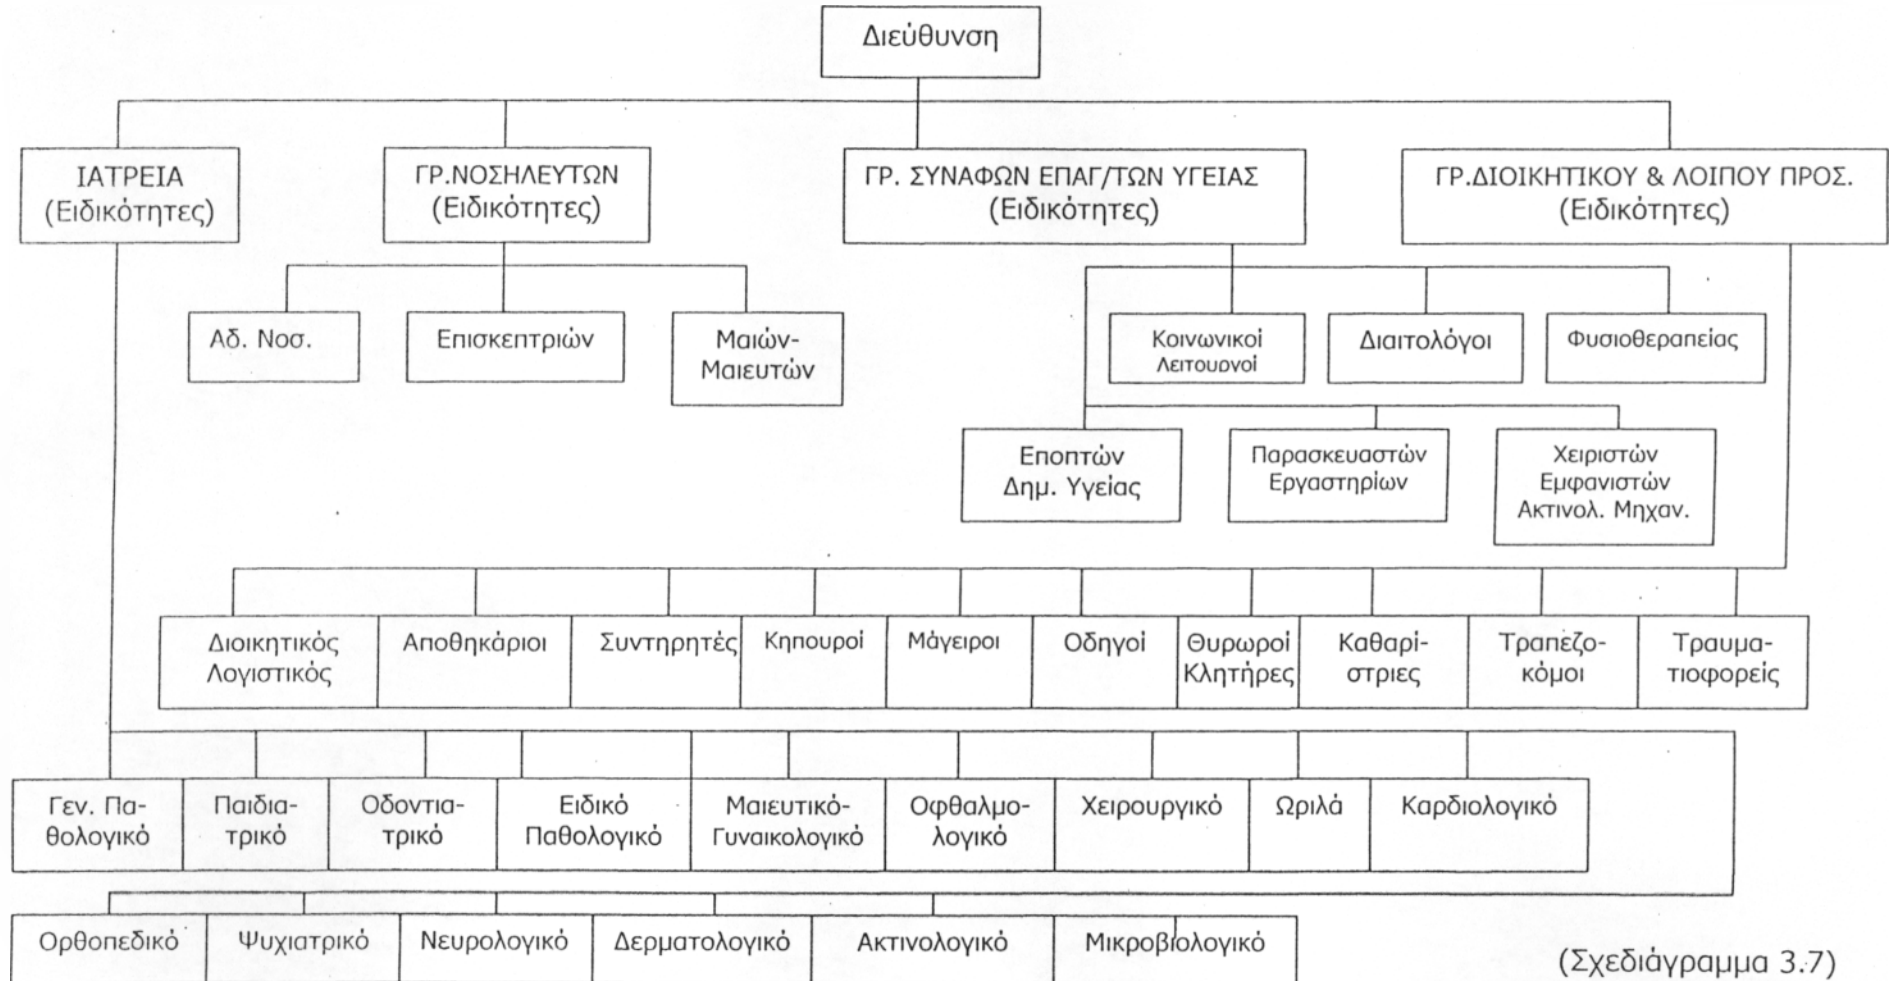 Διεύθυνση
ΙΑΤΡΕΙΑ
(Ειδικότητες)
ΓΡ.ΝΟΣΗΛΕΥΤΩΝ
(Ειδικότητες)
ΓΡ. ΣΥΝΑΦΩΝ ΕΠΑΓ/ΤΩΝ ΥΓΕΙΑΣ
(Ειδικότητες)
ΓΡ.ΔΙΟΙΚΗΤΙΚΟΥ & ΛΟΙΠΟΥ ΠΡΟΣ.
(Ειδικότητες)
Αδ. Νοσ.
Επισκεπτριών
Μαιών-
Μαιευτών
Κοινωνικοί
Λειτουργοί
Διαιτολόγοι
Φυσιοθεραπείας
Εποπτών
Δημ. Υγείας
Παρασκευαστών
Εργαστηρίων
Χειριστών
Εμφανιστών
Ακτινολ. Μηχαν.
Διοικητικός
Λογιστικός
Αποθηκάριοι
Συντηρητές
Κηπουροί
Μάγειροι
Οδηγοί
Θυρωροί
Κλητήρες
Καθαρί-
στριες
Τραπεζο-
κόμοι
Τραυμα-
τιοφορείς
Γεν. Πα-
θολογικό
Παιδια-
τρικό
Οδοντια-
τρικό
Ειδικό
Παθολογικό
Μαιευτικό-
Γυναικολογικό
Οφθαλμο-
λογικό
Χειρουργικό
Ωριλά
Καρδιολογικό
Ορθοπεδικό
Ψυχιατρικό
Νευρολογικό
Δερματολογικό
Ακτινολογικό
Μικροβιολογικό
(Σχεδιάγραμμα 3.7)